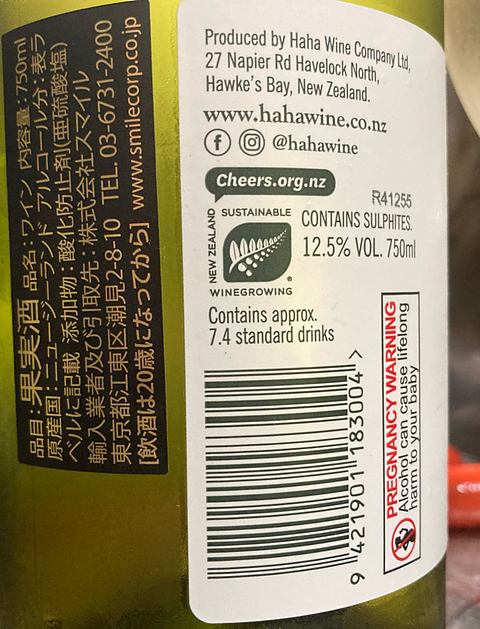 品目:果実酒 品名:ワイン 内容量:750ml
原産国:ニュージーランド アルコール分:表ラ
ベルに記載 添加物:酸化防止剤(亜硫酸塩)
輸入業者及び引取先:株式会社スマイル
東京都江東区潮見2-8-10 TEL 03-6731-2400
[飲酒は20歳になってから] www.smilecorp.co.jp
Produced by Haha Wine Company Ltd,
27 Napier Rd Havelock North,
Hawke's Bay, New Zealand.
www.hahawine.co.nz
@hahawine
Cheers.org.nz
R41255
NEW ZEALAND
SUSTAINABLE
WINEGROWING
CONTAINS SULPHITES.
12.5% VOL. 750ml
Contains approx.
7.4 standard drinks
9 421901 183004 >
PREGNANCY WARNING
Alcohol can cause lifelong
harm to your baby